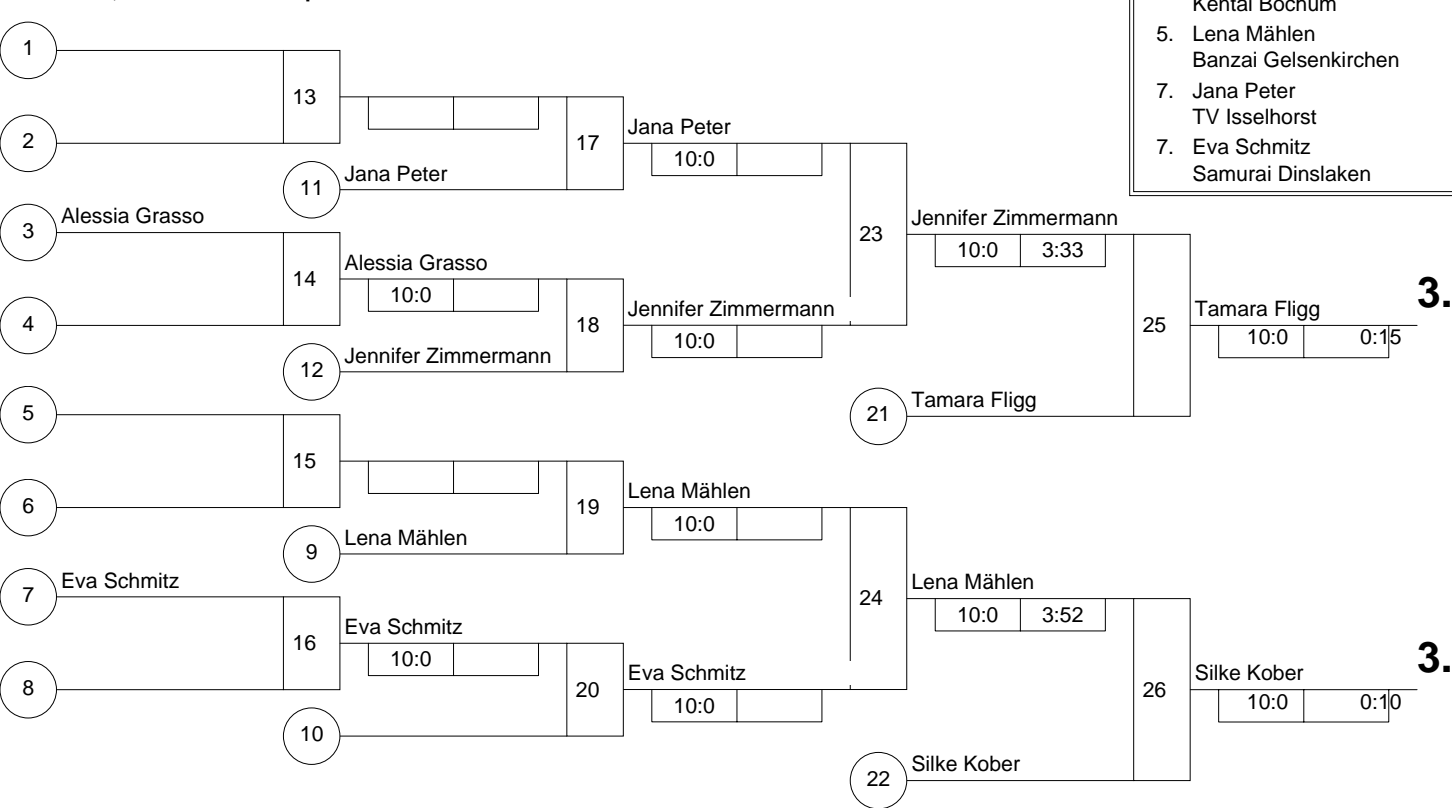 Kentai Bochum
5. Lena Mählen
Banzai Gelsenkirchen
7. Jana Peter
TV Isselhorst
7. Eva Schmitz
Samurai Dinslaken
1
13
2
17
Jana Peter
10:0
11
Jana Peter
3
Alessia Grasso
23
Jennifer Zimmermann
10:0 3:33
14
Alessia Grasso
10:0
3.
4
18
Jennifer Zimmermann
10:0
25
Tamara Fligg
10:0 0:15
12
Jennifer Zimmermann
5
21
Tamara Fligg
15
6
19
Lena Mählen
10:0
9
Lena Mählen
7
Eva Schmitz
24
Lena Mählen
10:0 3:52
16
Eva Schmitz
10:0
3.
8
20
Eva Schmitz
10:0
26
Silke Kober
10:0 0:10
10
22
Silke Kober